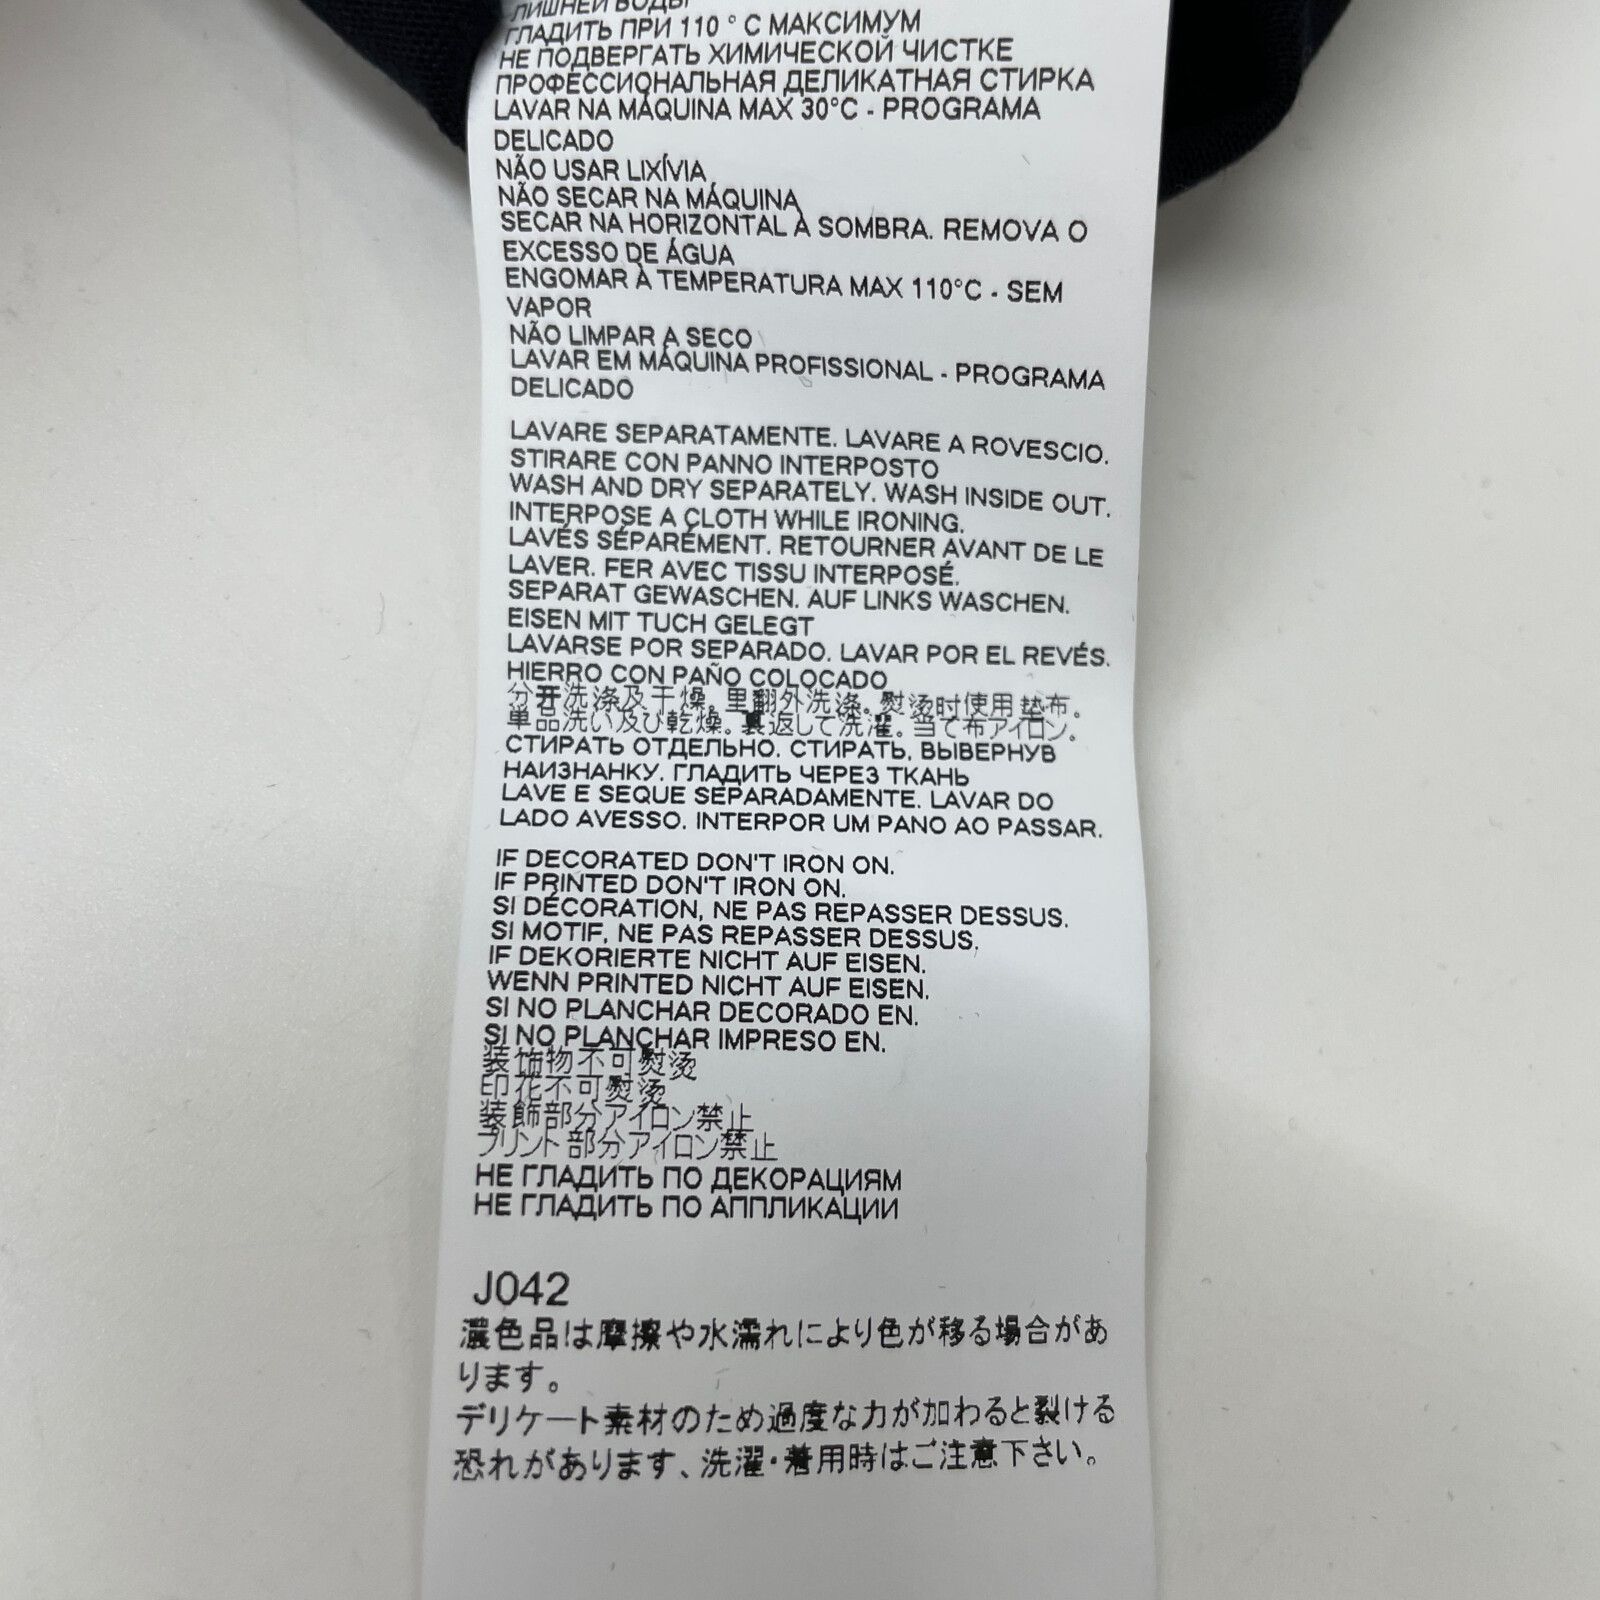 ЛИШНЕЙ ВОДЫ
ГЛАДИТЬ ПРИ 110 ° С МАКСИМУМ
НЕ ПОДВЕРГАТЬ ХИМИЧЕСКОЙ ЧИСТКЕ
ПРОФЕССИОНАЛЬНАЯ ДЕЛИКАТНАЯ СТИРКА
LAVAR NA MÁQUINA MAX 30°C - PROGRAMA
DELICADO
NÃO USAR LIXÍVIA
NÃO SECAR NA MÁQUINA
SECAR NA HORIZONTAL À SOMBRA. REMOVA O
EXCESSO DE ÁGUA
ENGOMAR À TEMPERATURA MAX 110°C - SEM
VAPOR
NÃO LIMPAR A SECO
LAVAR EM MÁQUINA PROFISSIONAL - PROGRAMA
DELICADO
LAVARE SEPARATAMENTE. LAVARE A ROVESCIO.
STIRARE CON PANNO INTERPOSTO
WASH AND DRY SEPARATELY. WASH INSIDE OUT.
INTERPOSE A CLOTH WHILE IRONING.
LAVÉS SÉPARÉMENT. RETOURNER AVANT DE LE
LAVER. FER AVEC TISSU INTERPOSÉ.
SEPARAT GEWASCHEN. AUF LINKS WASCHEN.
EISEN MIT TUCH GELEGT
LAVARSE POR SEPARADO. LAVAR POR EL REVÉS.
HIERRO CON PAÑO COLOCADO
分开洗涤及干燥。里翻外洗涤。熨烫时使用垫布。
単品洗い及び乾燥。裏返して洗濯。当て布アイロン。
СТИРАТЬ ОТДЕЛЬНО. СТИРАТЬ, ВЫВЕРНУВ
НАИЗНАНКУ. ГЛАДИТЬ ЧЕРЕЗ ТКАНЬ
LAVE E SEQUE SEPARADAMENTE. LAVAR DO
LADO AVESSO. INTERPOR UM PANO AO PASSAR.
IF DECORATED DON'T IRON ON.
IF PRINTED DON'T IRON ON.
SI DÉCORATION, NE PAS REPASSER DESSUS.
SI MOTIF, NE PAS REPASSER DESSUS.
IF DEKORIERTE NICHT AUF EISEN.
WENN PRINTED NICHT AUF EISEN.
SI NO PLANCHAR DECORADO EN.
SI NO PLANCHAR IMPRESO EN.
装饰物不可熨烫
印花不可熨烫
装飾部分アイロン禁止
プリント部分アイロン禁止
НЕ ГЛАДИТЬ ПО ДЕКОРАЦИЯМ
НЕ ГЛАДИТЬ ПО АППЛИКАЦИИ
J042
濃色品は摩擦や水濡れにより色が移る場合があ
ります。
デリケート素材のため過度な力が加わると裂ける
恐れがあります、洗濯・着用時はご注意下さい。